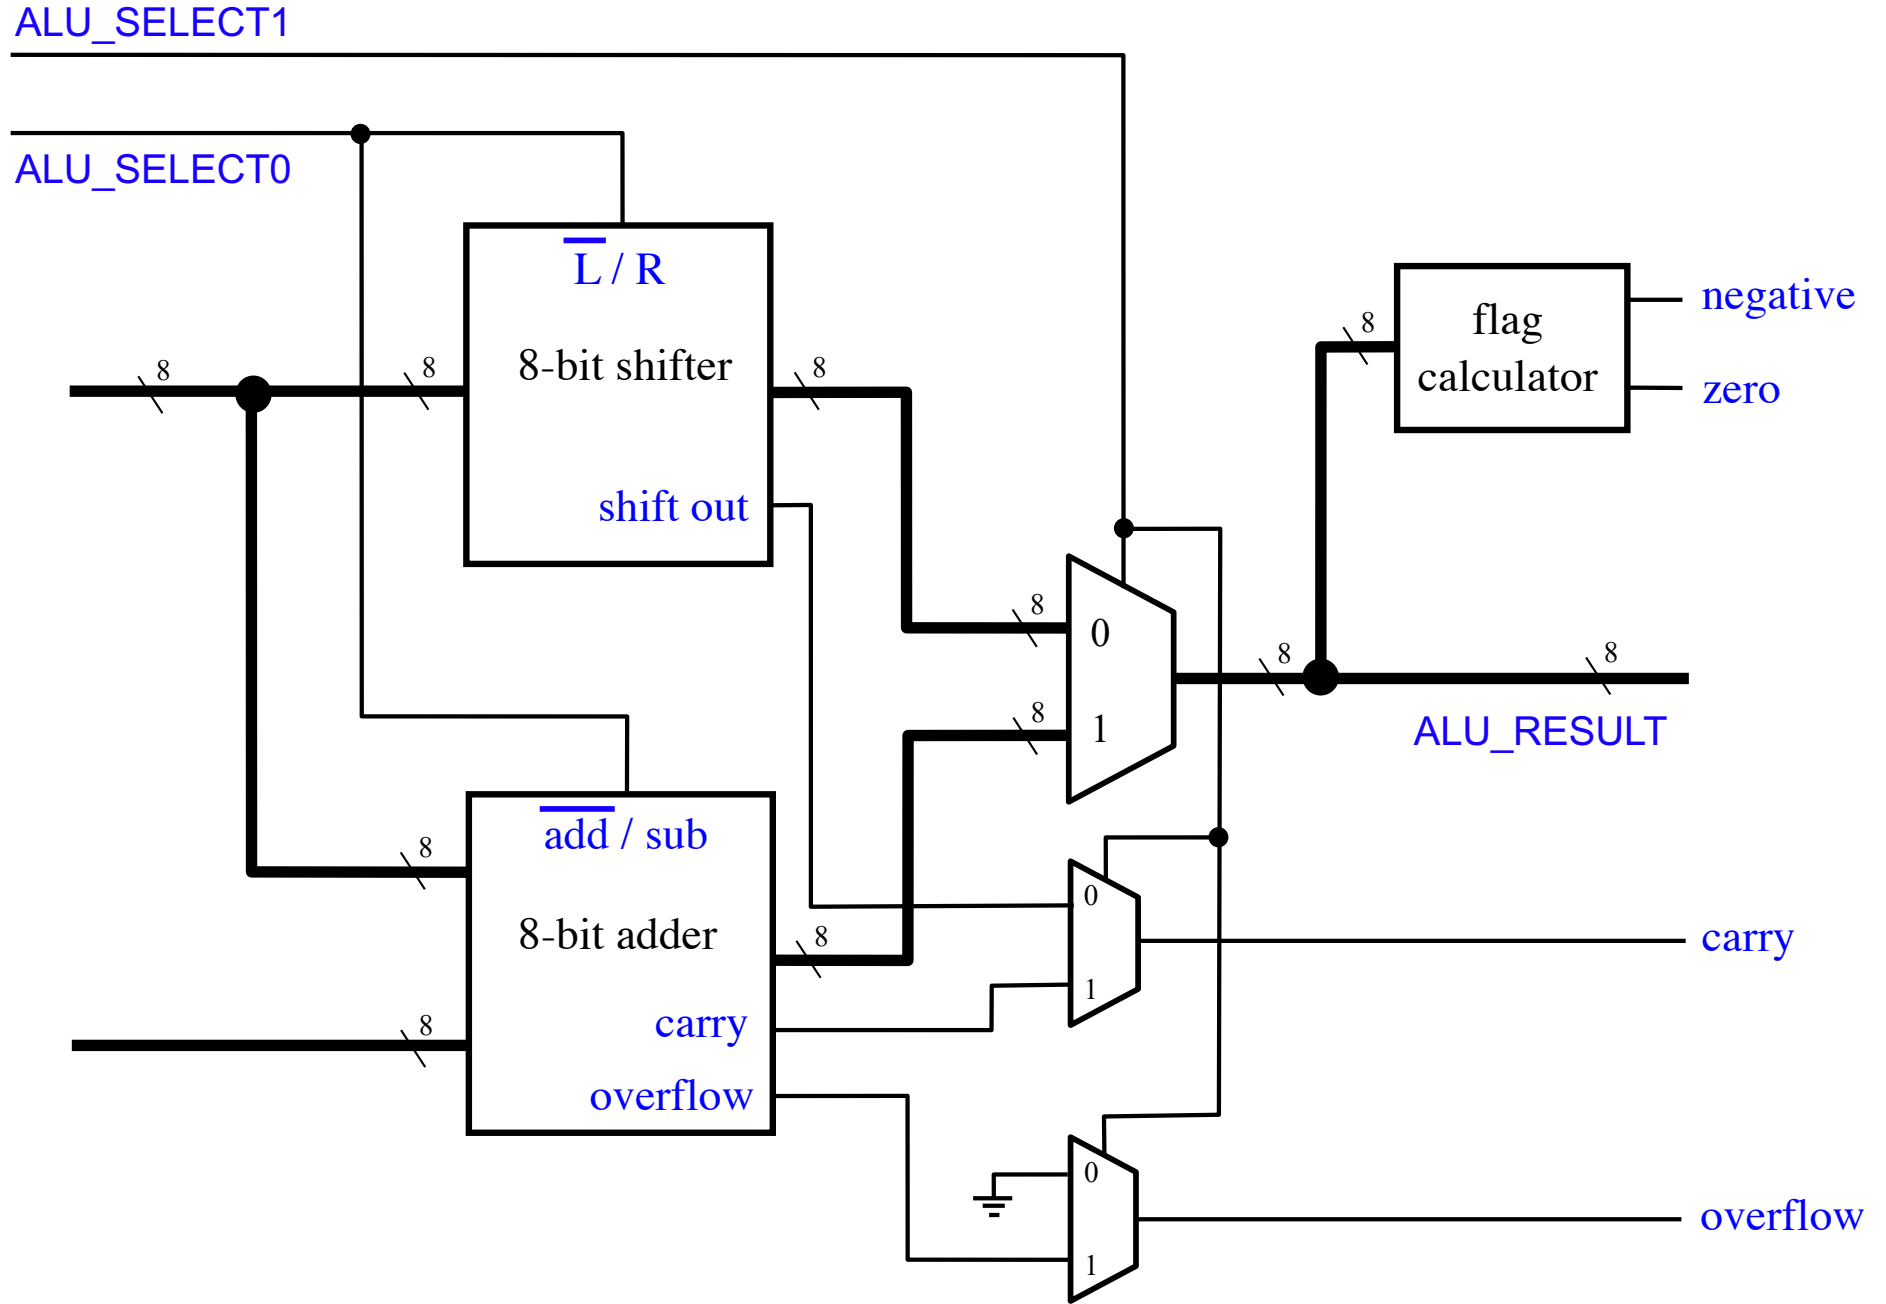 ALU_SELECT1
ALU_SELECT0
L / R
8-bit shifter
shift out
8
8
8
add / sub
8-bit adder
carry
overflow
8
8
8
8
0
8
1
8
8
ALU_RESULT
8
flag
calculator
negative
zero
0
1
carry
0
1
overflow